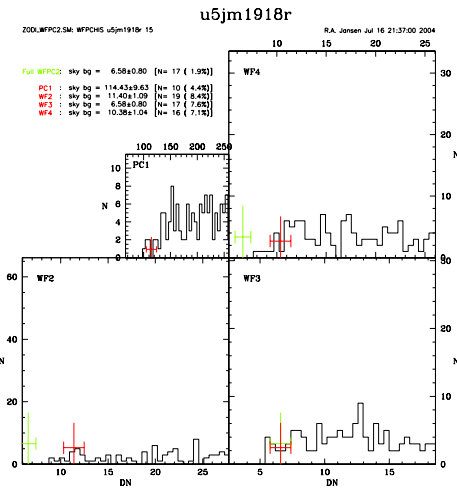 u5jm1918r
ZODI_WFPC2.SM: WFPCHIS u5jm1918r 15 R.A. Jansen Jul 16 21:37:00 2004
Full WFPC2: sky bg = 6.58±0.80 [N= 17 ( 1.9%)]
PC1 : sky bg = 114.43±9.63 [N= 10 ( 4.4%)]
WF2 : sky bg = 11.40±1.09 [N= 19 ( 8.4%)]
WF3 : sky bg = 6.58±0.80 [N= 17 ( 7.6%)]
WF4 : sky bg = 10.38±1.04 [N= 16 ( 7.1%)]
10 15 20 25
WF4
30
20
10
0
N
100 150 200 250
PC1
10
8
6
4
2
0
N
WF2
60
40
20
0
N
10 15 20 25
DN
WF3
30
20
10
0
N
5 10 15
DN